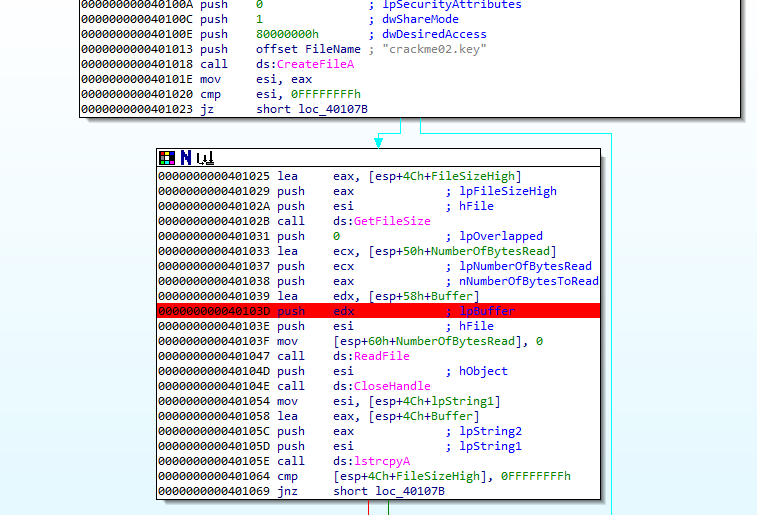 000000000040100A push 0 ; lpSecurityAttributes
000000000040100C push 1 ; dwShareMode
000000000040100E push 80000000h ; dwDesiredAccess
0000000000401013 push offset FileName ; "crackme02.key"
0000000000401018 call ds:CreateFileA
000000000040101E mov esi, eax
0000000000401020 cmp esi, 0FFFFFFFFh
0000000000401023 jz short loc_40107B
0000000000401025 lea eax, [esp+4Ch+FileSizeHigh]
0000000000401029 push eax ; lpFileSizeHigh
000000000040102A push esi ; hFile
000000000040102B call ds:GetFileSize
0000000000401031 push 0 ; lpOverlapped
0000000000401033 lea ecx, [esp+50h+NumberOfBytesRead]
0000000000401037 push ecx ; lpNumberOfBytesRead
0000000000401038 push eax ; nNumberOfBytesToRead
0000000000401039 lea edx, [esp+58h+Buffer]
000000000040103D push edx ; lpBuffer
000000000040103E push esi ; hFile
000000000040103F mov [esp+60h+NumberOfBytesRead], 0
0000000000401047 call ds:ReadFile
000000000040104D push esi ; hObject
000000000040104E call ds:CloseHandle
0000000000401054 mov esi, [esp+4Ch+lpString1]
0000000000401058 lea eax, [esp+4Ch+Buffer]
000000000040105C push eax ; lpString2
000000000040105D push esi ; lpString1
000000000040105E call ds:lstrcpyA
0000000000401064 cmp [esp+4Ch+FileSizeHigh], 0FFFFFFFFh
0000000000401069 jnz short loc_40107B